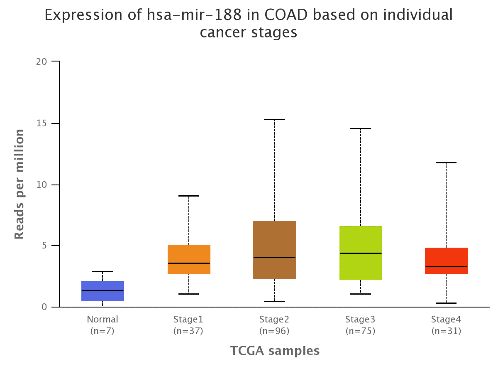 Expression of hsa-mir-188 in COAD based on individual
cancer stages
Reads per million
20
15
10
5
0
Normal
(n=7)
Stage1
(n=37)
Stage2
(n=96)
Stage3
(n=75)
Stage4
(n=31)
TCGA samples